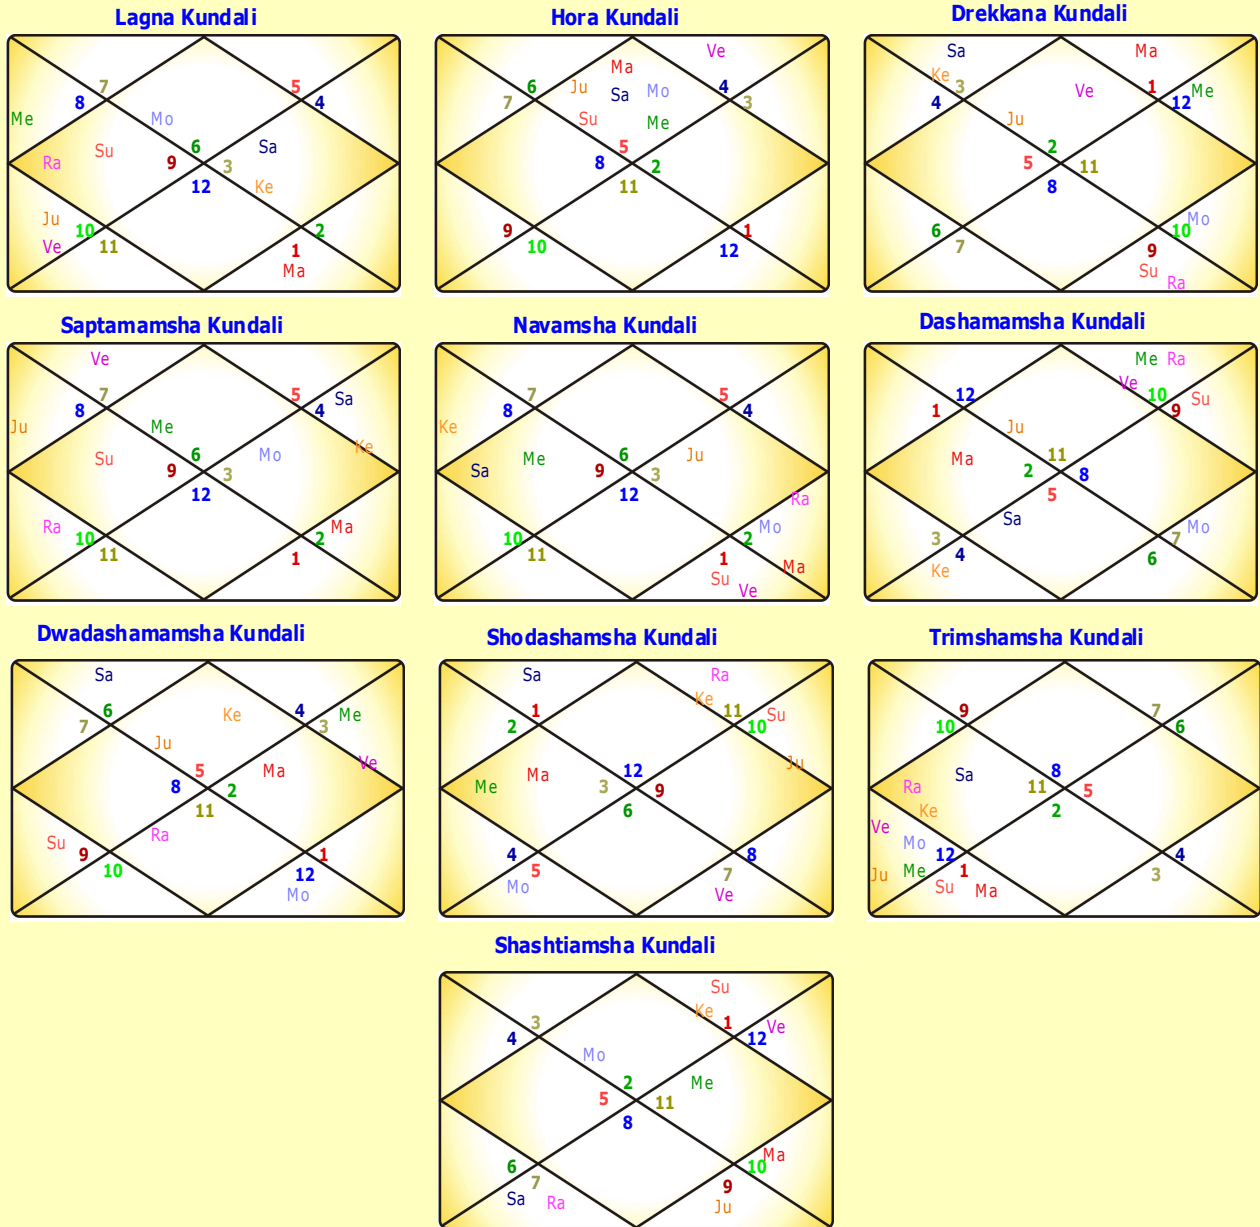 Lagna Kundali
7
5
8
4
Me
Mo
Su
6
Sa
Ra
9
3
12
Ke
Ju
10
2
Ve
11
1
Ma
Hora Kundali
Ve
Ma
6
Ju
Mo
4
7
Sa
3
Su
Me
5
8
2
11
9
1
10
12
Drekkana Kundali
Sa
Ma
Ke
3
Ve
1
Me
4
12
Ju
2
5
11
8
6
Mo
7
10
9
Su
Ra
Saptamamsha Kundali
Ve
7
5
Sa
8
4
Ju
Me
Ke
Su
6
Mo
9
3
12
Ra
Ma
10
2
11
1
Navamsha Kundali
7
5
8
4
Ke
Me
6
Ju
Sa
9
3
12
Ra
10
2
Mo
11
1
Ma
Su
Ve
Dashamamsha Kundali
Me
Ra
Ve
12
10
Su
1
9
Ju
Ma
11
2
8
5
Sa
Mo
3
7
4
6
Ke
Dwadashamamsha Kundali
Sa
6
Ke
4
Me
7
3
Ju
Ve
5
Ma
8
2
11
Su
Ra
9
1
10
12
Mo
Shodashamsha Kundali
Sa
Ra
Ke
1
11
Su
2
10
Ju
Ma
12
Me
3
9
6
4
8
Mo
5
7
Ve
Trimshamsha Kundali
9
7
10
6
Sa
8
Ra
11
5
Ke
2
Ve
Mo
12
4
Ju
Me
1
3
Su
Ma
Shashtiamsha Kundali
Su
Ke
3
1
Ve
4
12
Mo
2
Me
5
11
8
Ma
6
10
7
9
Sa
Ra
Ju